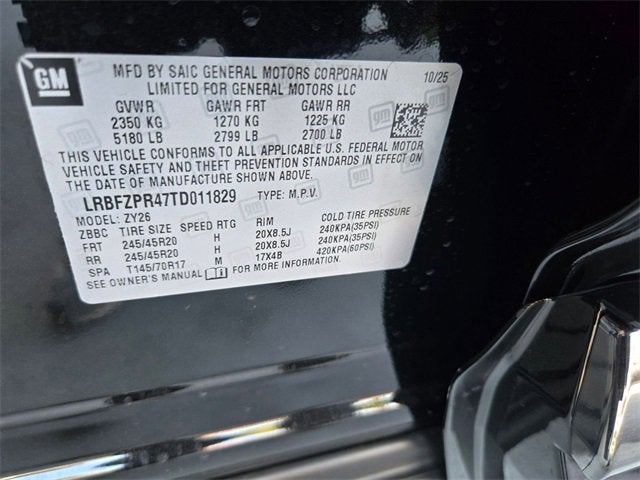 GM
MFD BY SAIC GENERAL MOTORS CORPORATION 10/25
LIMITED FOR GENERAL MOTORS LLC
GVWR GAWR FRT GAWR RR
2350 KG 1270 KG 1225 KG
5180 LB 2799 LB 2700 LB
THIS VEHICLE CONFORMS TO ALL APPLICABLE U.S. FEDERAL MOTOR
VEHICLE SAFETY AND THEFT PREVENTION STANDARDS IN EFFECT ON
THE DATE OF MANUFACTURE SHOWN ABOVE.
LRBFZPR47TD011829 TYPE: M.P.V.
MODEL: ZY26
ZBBC TIRE SIZE SPEED RTG RIM COLD TIRE PRESSURE
FRT 245/45R20 H 20X8.5J 240KPA(35PSI)
RR 245/45R20 H 20X8.5J 240KPA(35PSI)
SPA T145/70R17 M 17X4B 420KPA(60PSI)
SEE OWNER'S MANUAL FOR MORE INFORMATION.